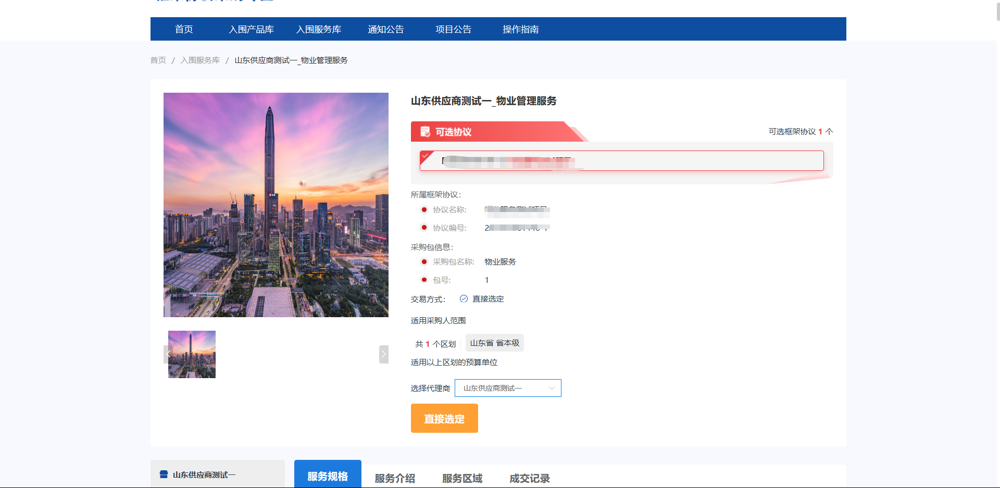 首页 入围产品库 入围服务库 通知公告 项目公告 操作指南
首页 / 入围服务库 / 山东供应商测试一_物业管理服务
山东供应商测试一_物业管理服务
可选协议
可选框架协议 1 个
所属框架协议：
协议名称:
协议编号:
采购包信息：
采购包名称: 物业服务
包号: 1
交易方式： 直接选定
适用采购人范围
共 1 个区划 山东省 省本级
适用以上区划的预算单位
选择代理商 山东供应商测试一
直接选定
山东供应商测试一
服务规格 服务介绍 服务区域 成交记录